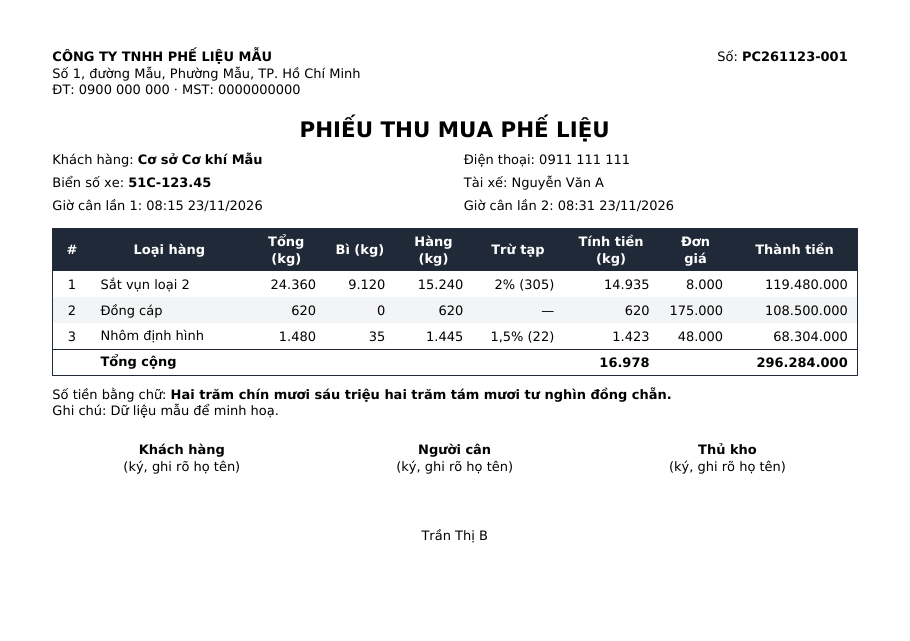 CÔNG TY TNHH PHẾ LIỆU MẪU
Số: PC261123-001
Số 1, đường Mẫu, Phường Mẫu, TP. Hồ Chí Minh
ĐT: 0900 000 000 · MST: 0000000000
PHIẾU THU MUA PHẾ LIỆU
Khách hàng: Cơ sở Cơ khí Mẫu
Điện thoại: 0911 111 111
Biển số xe: 51C-123.45
Tài xế: Nguyễn Văn A
Giờ cân lần 1: 08:15 23/11/2026
Giờ cân lần 2: 08:31 23/11/2026
# Loại hàng Tổng (kg) Bì (kg) Hàng (kg) Trừ tạp Tính tiền (kg) Đơn giá Thành tiền
1 Sắt vụn loại 2 24.360 9.120 15.240 2% (305) 14.935 8.000 119.480.000
2 Đồng cáp 620 0 620 — 620 175.000 108.500.000
3 Nhôm định hình 1.480 35 1.445 1,5% (22) 1.423 48.000 68.304.000
Tổng cộng 16.978 296.284.000
Số tiền bằng chữ: Hai trăm chín mươi sáu triệu hai trăm tám mươi tư nghìn đồng chẵn.
Ghi chú: Dữ liệu mẫu để minh hoạ.
Khách hàng Người cân Thủ kho
(ký, ghi rõ họ tên) (ký, ghi rõ họ tên) (ký, ghi rõ họ tên)
Trần Thị B